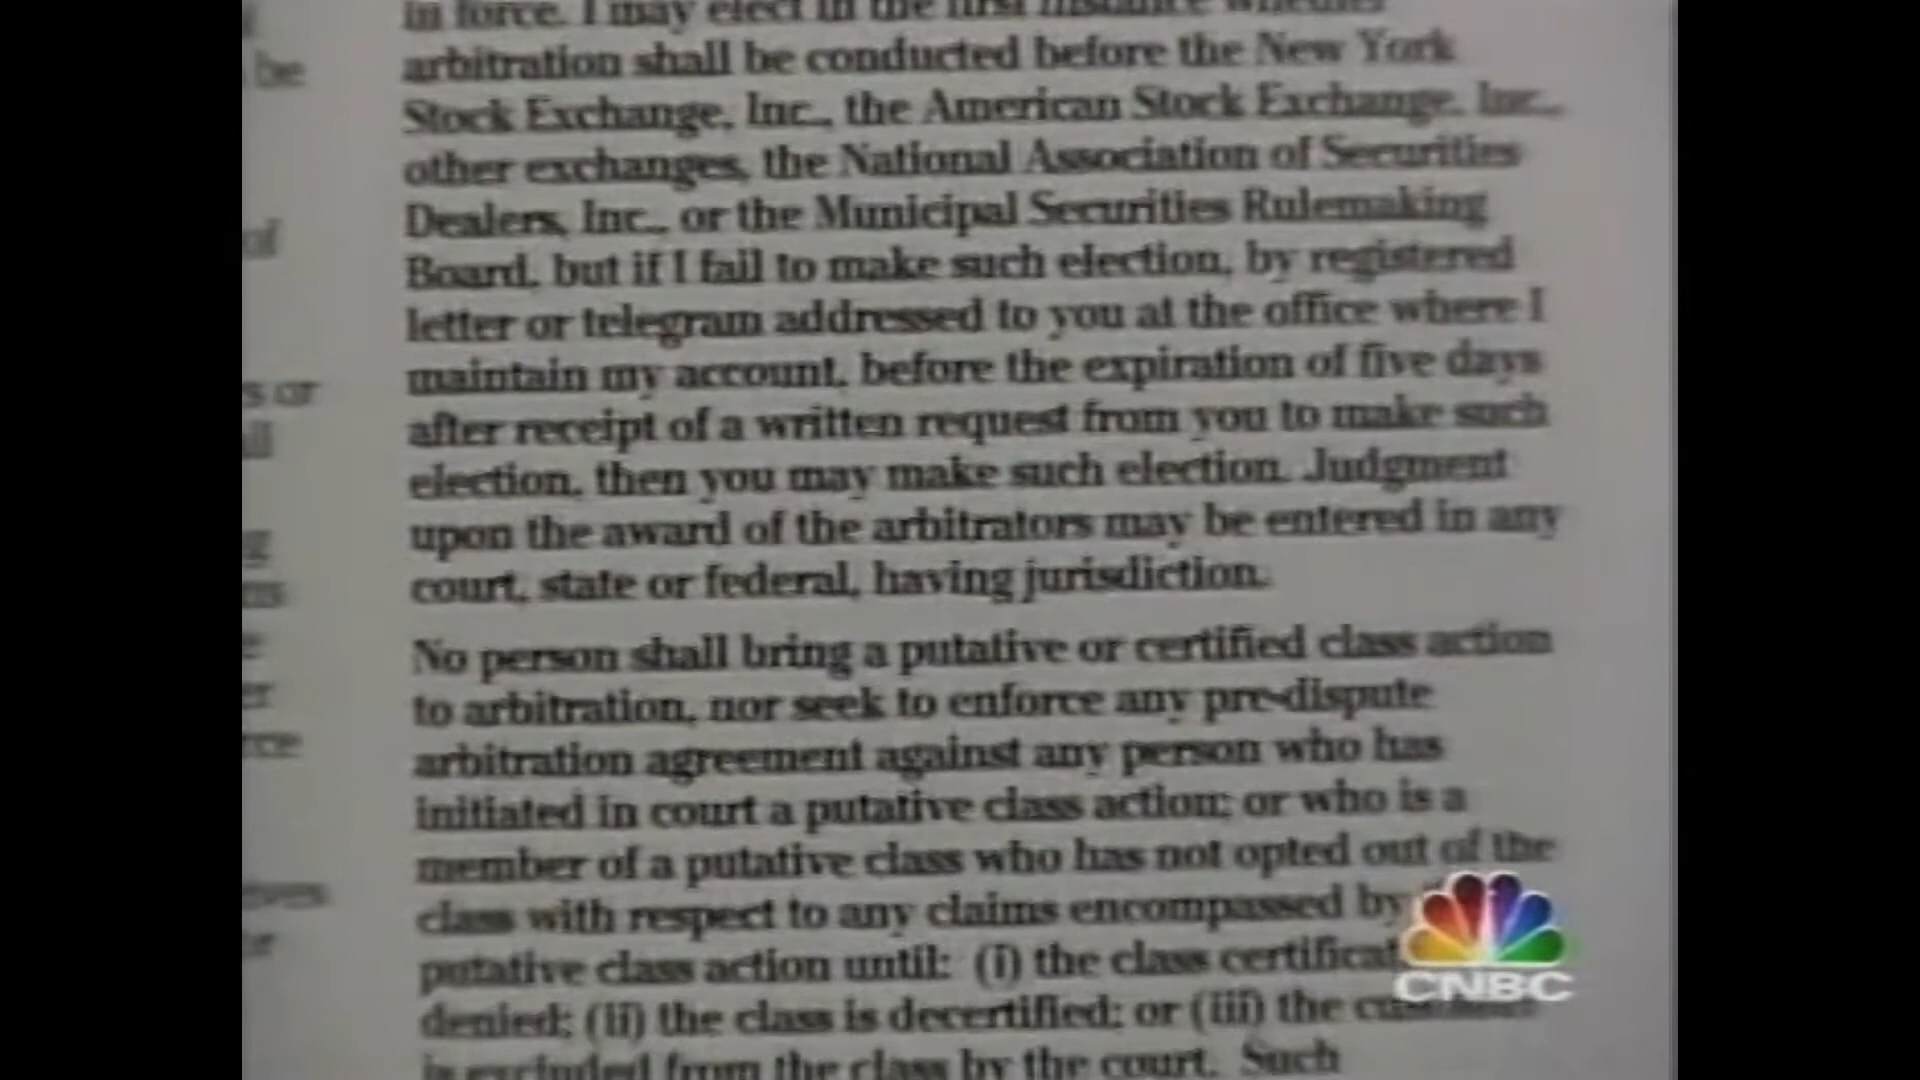 be
of
s or
er
in force. I may elect in the first instance whether
arbitration shall be conducted before the New York
Stock Exchange, Inc., the American Stock Exchange, Inc.,
other exchanges, the National Association of Securities
Dealers, Inc., or the Municipal Securities Rulemaking
Board, but if I fail to make such election, by registered
letter or telegram addressed to you at the office where I
maintain my account, before the expiration of five days
after receipt of a written request from you to make such
election, then you may make such election. Judgment
upon the award of the arbitrators may be entered in any
court, state or federal, having jurisdiction.
No person shall bring a putative or certified class action
to arbitration, nor seek to enforce any pre-dispute
arbitration agreement against any person who has
initiated in court a putative class action; or who is a
member of a putative class who has not opted out of the
class with respect to any claims encompassed by
putative class action until: (i) the class certificat
denied; (ii) the class is decertified; or (iii) the
is excluded from the class by the court. Such
CNBC